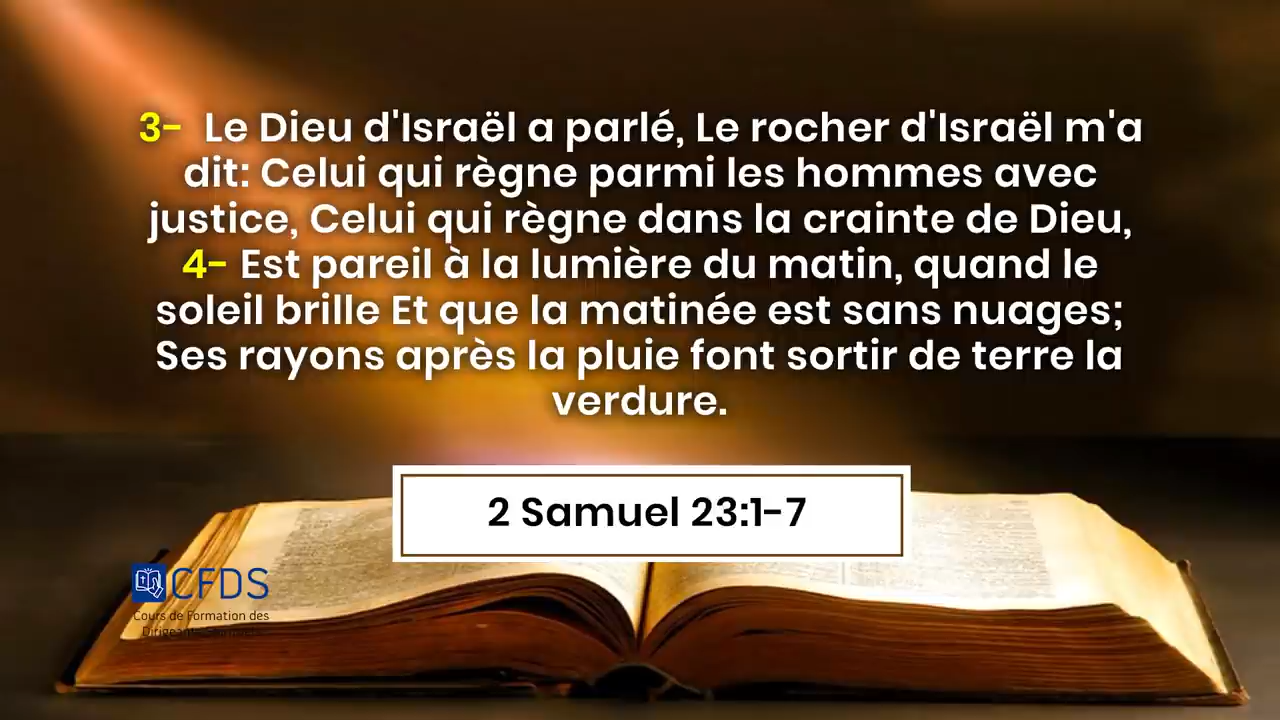 3- Le Dieu d'Israël a parlé, Le rocher d'Israël m'a
dit: Celui qui règne parmi les hommes avec
justice, Celui qui règne dans la crainte de Dieu,
4- Est pareil à la lumière du matin, quand le
soleil brille Et que la matinée est sans nuages;
Ses rayons après la pluie font sortir de terre la
verdure.
2 Samuel 23:1-7
CFDS
Cours de Formation des